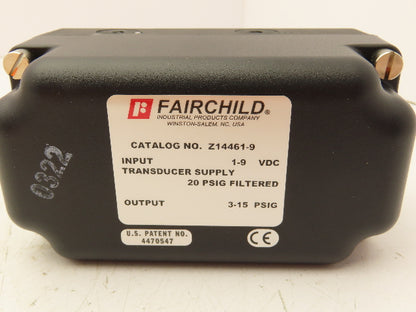 FAIRCHILD®
INDUSTRIAL PRODUCTS COMPANY
WINSTON-SALEM, NC, USA
CATALOG NO. Z14461-9
INPUT 1-9 VDC
TRANSDUCER SUPPLY
20 PSIG FILTERED
OUTPUT 3-15 PSIG
U.S. PATENT NO.
4470547
CE
0322